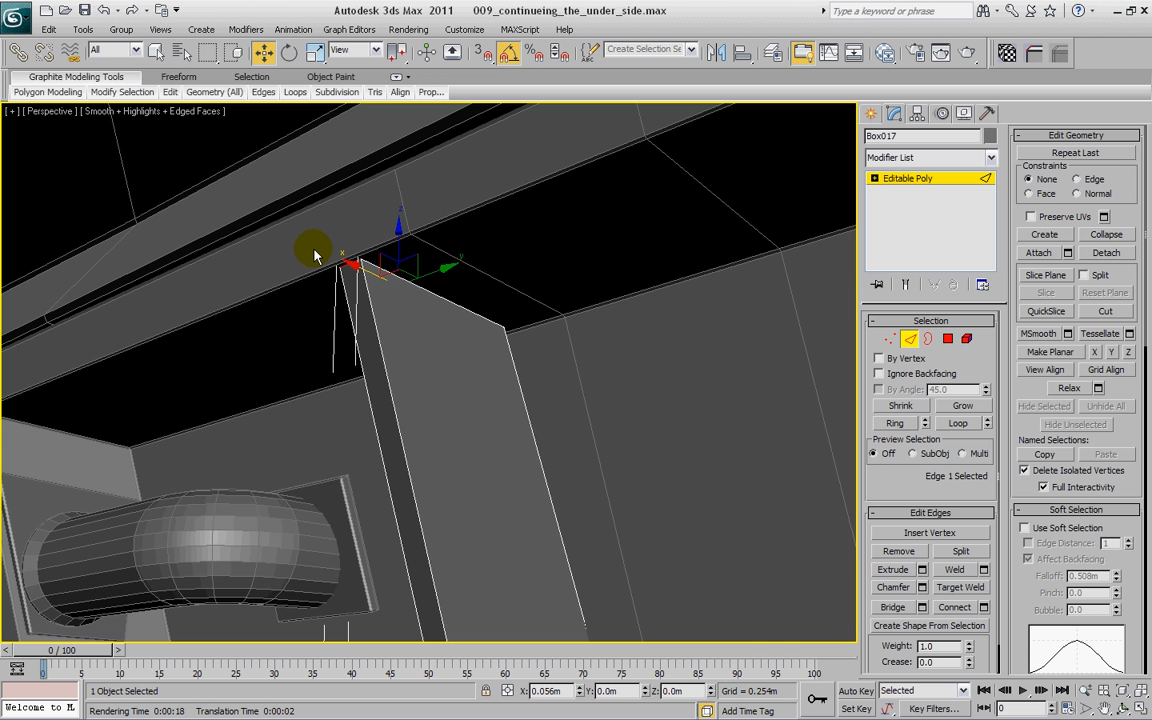 Autodesk 3ds Max 2011 009_continueing_the_under_side.max
Type a keyword or phrase
Edit Tools Group Views Create Modifiers Animation Graph Editors Rendering Customize MAXScript Help
All View Create Selection Se
Graphite Modeling Tools Freeform Selection Object Paint
Polygon Modeling Modify Selection Edit Geometry (All) Edges Loops Subdivision Tris Align Prop...
[ + ] [ Perspective ] [ Smooth + Highlights + Edged Faces ]
x y z
Box017
Modifier List
Editable Poly
Selection
By Vertex
Ignore Backfacing
By Angle: 45.0
Shrink Grow
Ring Loop
Preview Selection
Off SubObj Multi
Edge 1 Selected
Edit Edges
Insert Vertex
Remove Split
Extrude Weld
Chamfer Target Weld
Bridge Connect
Create Shape From Selection
Weight: 1.0
Crease: 0.0
Edit Geometry
Repeat Last
Constraints
None Edge
Face Normal
Preserve UVs
Create Collapse
Attach Detach
Slice Plane Split
Slice Reset Plane
QuickSlice Cut
MSmooth Tessellate
Make Planar X Y Z
View Align Grid Align
Relax
Hide Selected Unhide All
Hide Unselected
Named Selections:
Copy Paste
Delete Isolated Vertices
Full Interactivity
Soft Selection
Use Soft Selection
Edge Distance: 1
Affect Backfacing
Falloff: 0.508m
Pinch: 0.0
Bubble: 0.0
0 / 100
0 5 10 15 20 25 30 35 40 45 50 55 60 65 70 75 80 85 90 95 100
1 Object Selected X: 0.056m Y: 0.0m Z: 0.0m Grid = 0.254m Auto Key Selected
Welcome to M Rendering Time 0:00:18 Translation Time 0:00:02 Add Time Tag Set Key Key Filters... 0